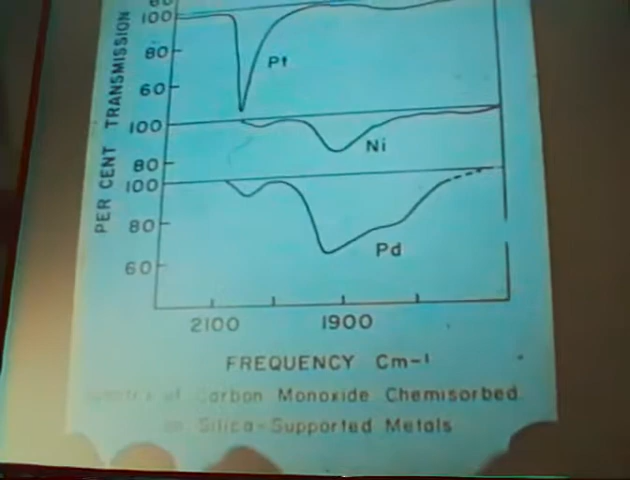 PER CENT TRANSMISSION
100
80
Pt
60
100
Ni
80
100
80
Pd
60
2100 1900
FREQUENCY Cm-1
of Carbon Monoxide Chemisorbed
Silica-Supported Metals